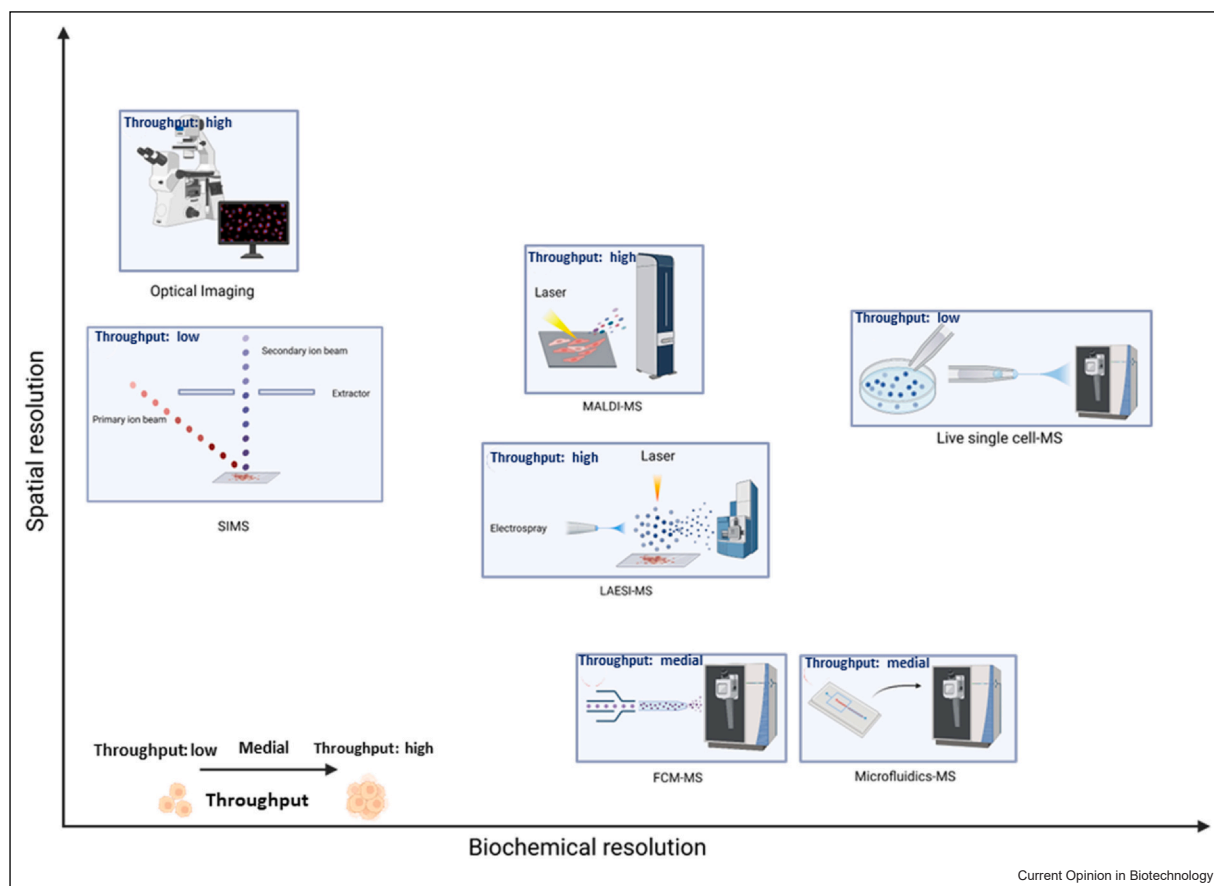 Spatial resolution
Throughput: high
Optical Imaging
Throughput: low
Secondary ion beam
Extractor
Primary ion beam
SIMS
Throughput: high
Laser
MALDI-MS
Throughput: low
Live single cell-MS
Throughput: high
Laser
Electrospray
LAESI-MS
Throughput: medial
FCM-MS
Throughput: medial
Microfluidics-MS
Throughput: low Medial Throughput: high
Throughput
Biochemical resolution
Current Opinion in Biotechnology